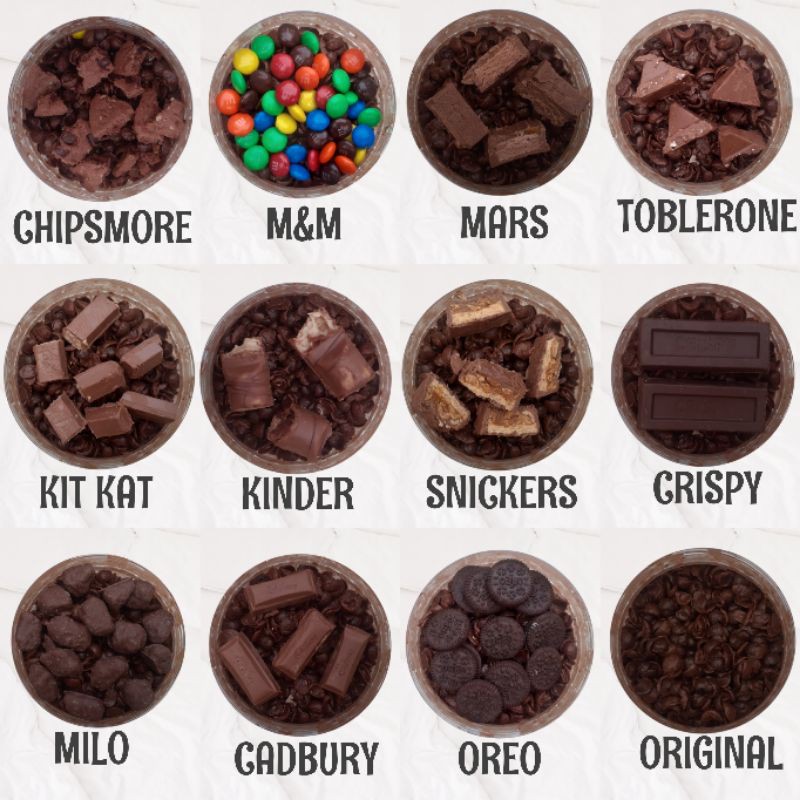 CHIPSMORE
M&M
MARS
TOBLERONE
KIT KAT
KINDER
SNICKERS
CRISPY
MILO
CADBURY
OREO
ORIGINAL